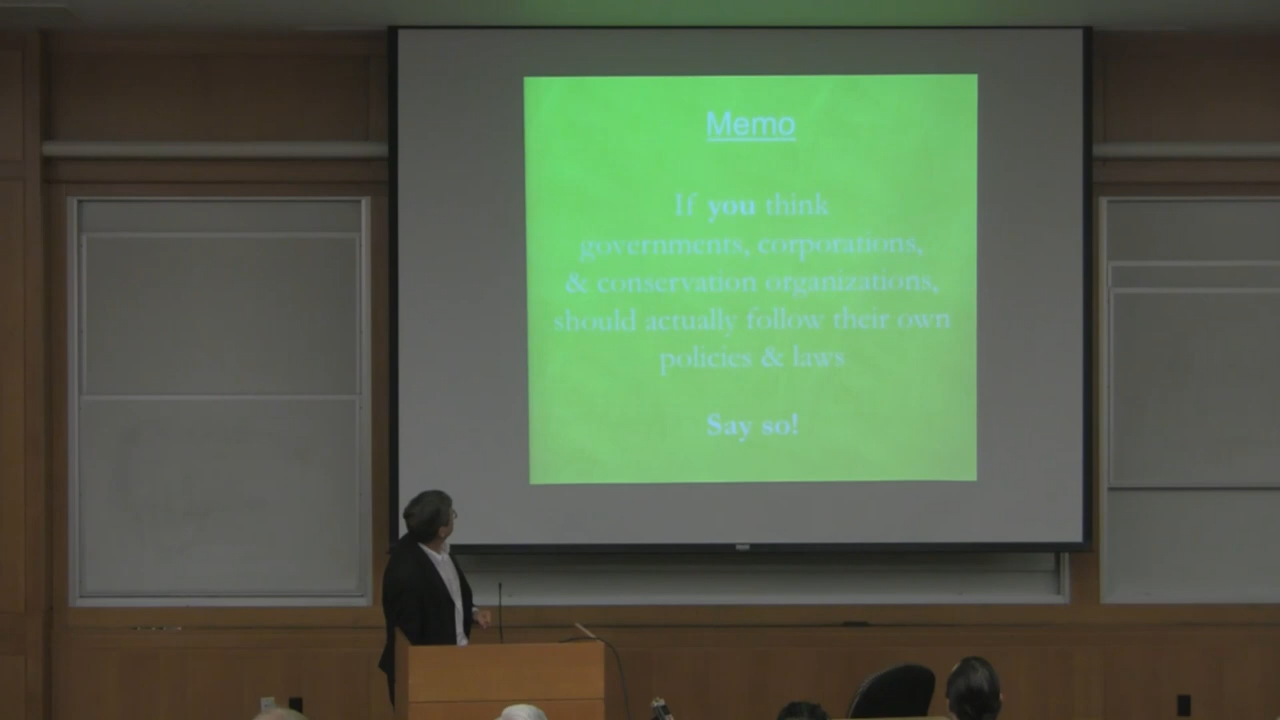 Memo
If you think
governments, corporations,
& conservation organizations,
should actually follow their own
policies & laws
Say so!